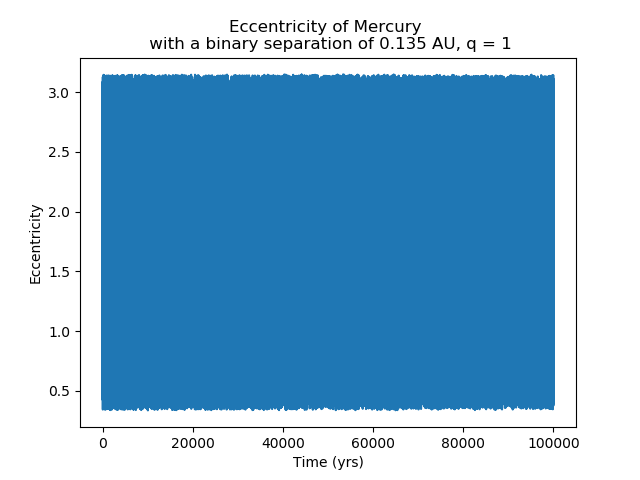 Eccentricity of Mercury
with a binary separation of 0.135 AU, q = 1
3.0
2.5
2.0
1.5
1.0
0.5
Eccentricity
0 20000 40000 60000 80000 100000
Time (yrs)